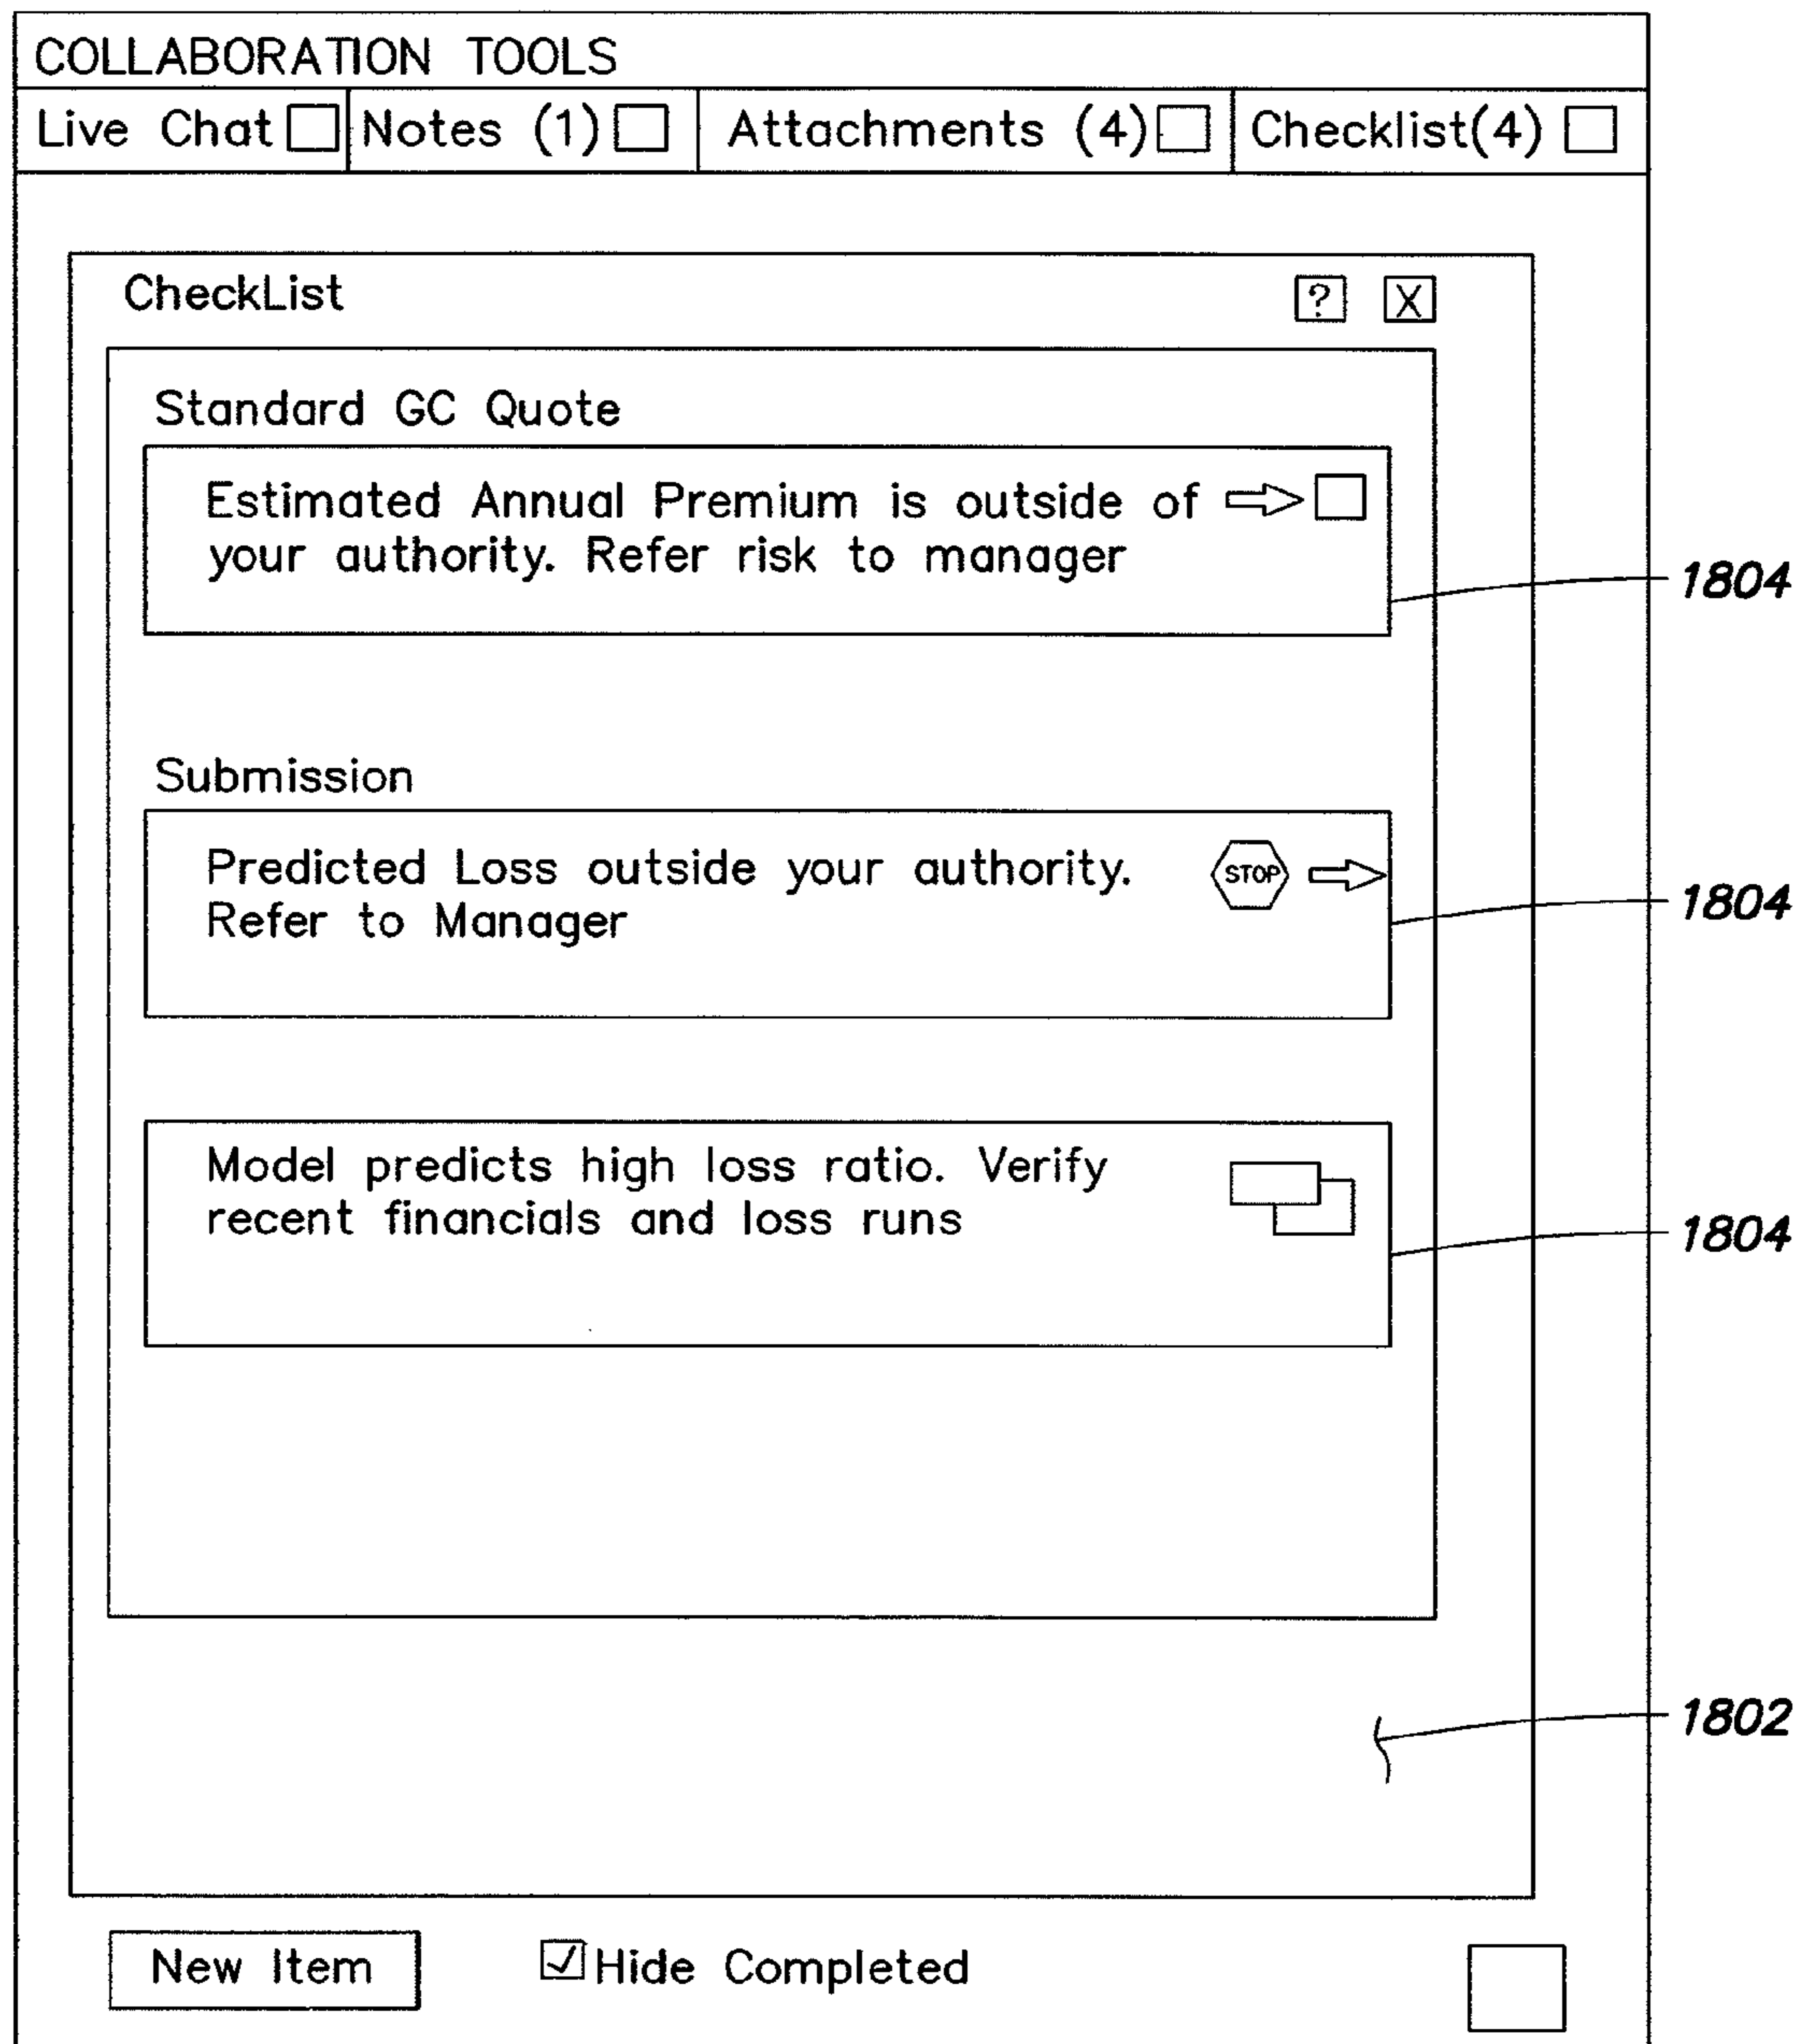 COLLABORATION TOOLS
Live Chat Notes (1) Attachments (4) Checklist(4)
CheckList ? X
Standard GC Quote
Estimated Annual Premium is outside of
your authority. Refer risk to manager
1804
Submission
Predicted Loss outside your authority. STOP
Refer to Manager
1804
Model predicts high loss ratio. Verify
recent financials and loss runs
1804
1802
New Item Hide Completed